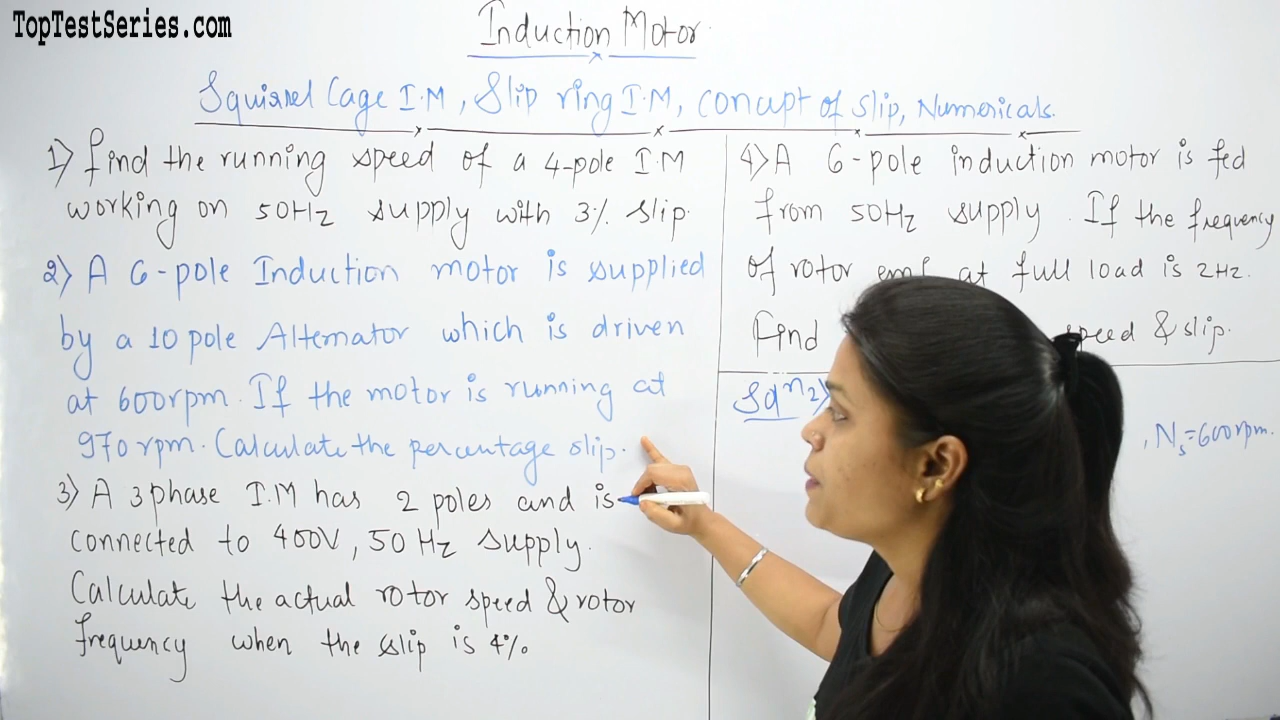 TopTestSeries.com
Induction Motor
Squirrel Cage I.M, Slip ring I.M, concept of slip, Numericals.
1) Find the running speed of a 4-pole I.M
working on 50Hz supply with 3% slip.
2) A 6-pole Induction motor is supplied
by a 10 pole Alternator which is driven
at 600rpm. If the motor is running at
970 rpm. Calculate the percentage slip.
3) A 3 phase I.M has 2 poles and is
connected to 400V, 50Hz supply.
Calculate the actual rotor speed & rotor
frequency when the slip is 4%
4) A 6-pole induction motor is fed
from 50Hz supply. If the frequency
of rotor emf at full load is 2Hz.
Find speed & slip.
Sol^n 2)
, Ns=600rpm.